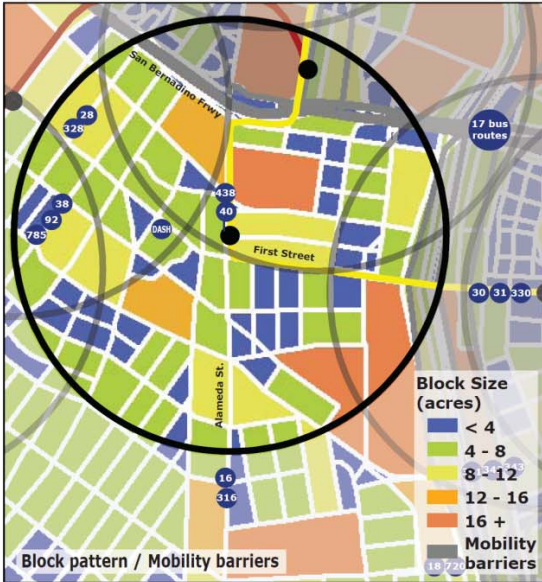 San Bernadino Frwy
28
328
17 bus
routes
38
92
785
438
40
DASH
First Street
30 31 330
Alameda St.
16
316
Block Size
(acres)
< 4
4 - 8
8 - 12
12 - 16
16 +
Mobility
barriers
18 720
Block pattern / Mobility barriers